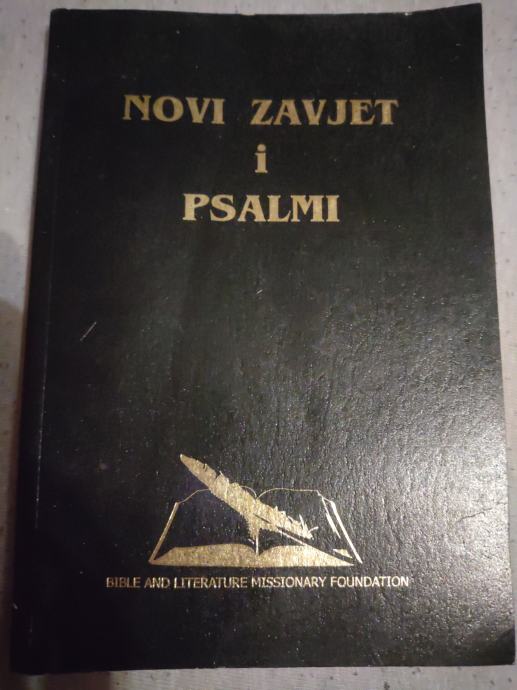 NOVI ZAVJET
i
PSALMI
BIBLE AND LITERATURE MISSIONARY FOUNDATION